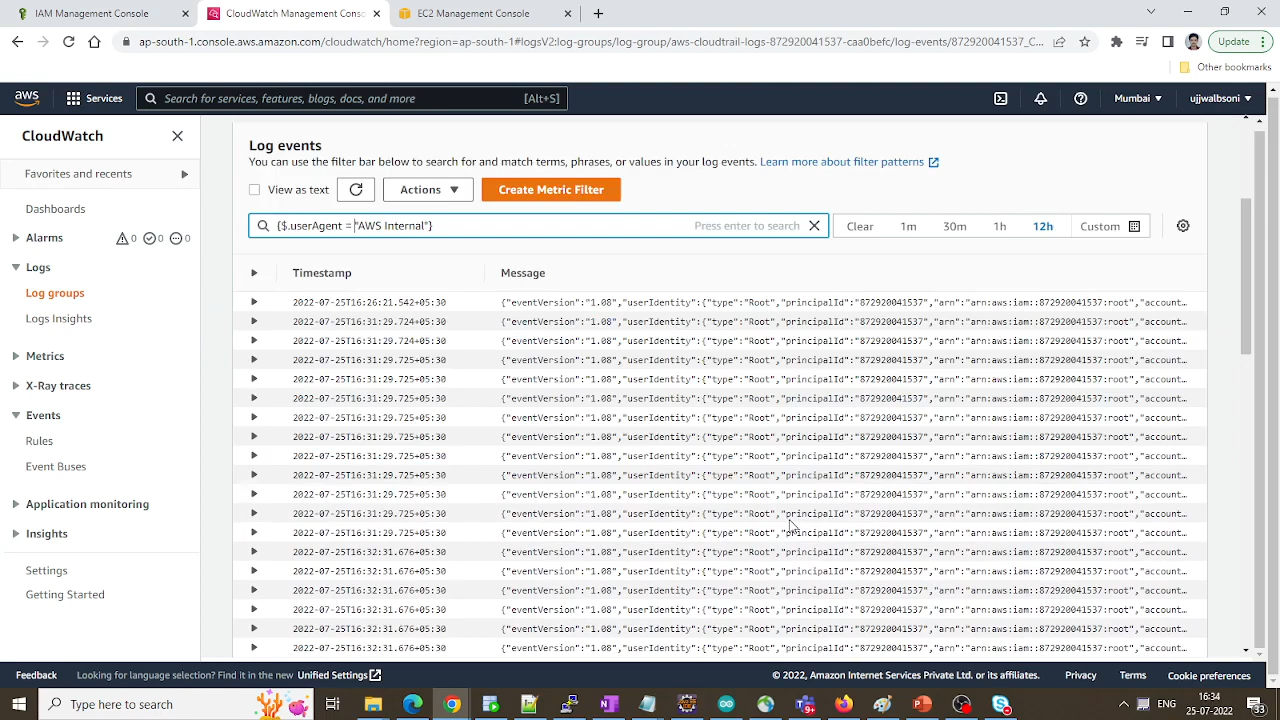 IAM Management Console
CloudWatch Management Conso
EC2 Management Console
ap-south-1.console.aws.amazon.com/cloudwatch/home?region=ap-south-1#logsV2:log-groups/log-group/aws-cloudtrail-logs-872920041537-caa0befc/log-events/872920041537_C...
Update
Other bookmarks
aws
Services
Search for services, features, blogs, docs, and more
[Alt+S]
Mumbai
ujjwalbsoni
CloudWatch
Favorites and recents
Dashboards
Alarms
0
0
0
Logs
Log groups
Logs Insights
Metrics
X-Ray traces
Events
Rules
Event Buses
Application monitoring
Insights
Settings
Getting Started
Log events
You can use the filter bar below to search for and match terms, phrases, or values in your log events. Learn more about filter patterns
View as text
Actions
Create Metric Filter
{$.userAgent = "AWS Internal"}
Press enter to search
Clear 1m 30m 1h 12h Custom
Timestamp Message
2022-07-25T16:26:21.542+05:30 {"eventVersion":"1.08","userIdentity":{"type":"Root","principalId":"872920041537","arn":"arn:aws:iam::872920041537:root","account...
2022-07-25T16:31:29.724+05:30 {"eventVersion":"1.08","userIdentity":{"type":"Root","principalId":"872920041537","arn":"arn:aws:iam::872920041537:root","account...
2022-07-25T16:31:29.724+05:30 {"eventVersion":"1.08","userIdentity":{"type":"Root","principalId":"872920041537","arn":"arn:aws:iam::872920041537:root","account...
2022-07-25T16:31:29.725+05:30 {"eventVersion":"1.08","userIdentity":{"type":"Root","principalId":"872920041537","arn":"arn:aws:iam::872920041537:root","account...
2022-07-25T16:31:29.725+05:30 {"eventVersion":"1.08","userIdentity":{"type":"Root","principalId":"872920041537","arn":"arn:aws:iam::872920041537:root","account...
2022-07-25T16:31:29.725+05:30 {"eventVersion":"1.08","userIdentity":{"type":"Root","principalId":"872920041537","arn":"arn:aws:iam::872920041537:root","account...
2022-07-25T16:31:29.725+05:30 {"eventVersion":"1.08","userIdentity":{"type":"Root","principalId":"872920041537","arn":"arn:aws:iam::872920041537:root","account...
2022-07-25T16:31:29.725+05:30 {"eventVersion":"1.08","userIdentity":{"type":"Root","principalId":"872920041537","arn":"arn:aws:iam::872920041537:root","account...
2022-07-25T16:31:29.725+05:30 {"eventVersion":"1.08","userIdentity":{"type":"Root","principalId":"872920041537","arn":"arn:aws:iam::872920041537:root","account...
2022-07-25T16:31:29.725+05:30 {"eventVersion":"1.08","userIdentity":{"type":"Root","principalId":"872920041537","arn":"arn:aws:iam::872920041537:root","account...
2022-07-25T16:31:29.725+05:30 {"eventVersion":"1.08","userIdentity":{"type":"Root","principalId":"872920041537","arn":"arn:aws:iam::872920041537:root","account...
2022-07-25T16:31:29.725+05:30 {"eventVersion":"1.08","userIdentity":{"type":"Root","principalId":"872920041537","arn":"arn:aws:iam::872920041537:root","account...
2022-07-25T16:31:29.725+05:30 {"eventVersion":"1.08","userIdentity":{"type":"Root","principalId":"872920041537","arn":"arn:aws:iam::872920041537:root","account...
2022-07-25T16:32:31.676+05:30 {"eventVersion":"1.08","userIdentity":{"type":"Root","principalId":"872920041537","arn":"arn:aws:iam::872920041537:root","account...
2022-07-25T16:32:31.676+05:30 {"eventVersion":"1.08","userIdentity":{"type":"Root","principalId":"872920041537","arn":"arn:aws:iam::872920041537:root","account...
2022-07-25T16:32:31.676+05:30 {"eventVersion":"1.08","userIdentity":{"type":"Root","principalId":"872920041537","arn":"arn:aws:iam::872920041537:root","account...
2022-07-25T16:32:31.676+05:30 {"eventVersion":"1.08","userIdentity":{"type":"Root","principalId":"872920041537","arn":"arn:aws:iam::872920041537:root","account...
2022-07-25T16:32:31.676+05:30 {"eventVersion":"1.08","userIdentity":{"type":"Root","principalId":"872920041537","arn":"arn:aws:iam::872920041537:root","account...
2022-07-25T16:32:31.676+05:30 {"eventVersion":"1.08","userIdentity":{"type":"Root","principalId":"872920041537","arn":"arn:aws:iam::872920041537:root","account...
Feedback
Looking for language selection? Find it in the new Unified Settings
© 2022, Amazon Internet Services Private Ltd. or its affiliates.
Privacy
Terms
Cookie preferences
Type here to search
ENG
16:34
25-07-2022